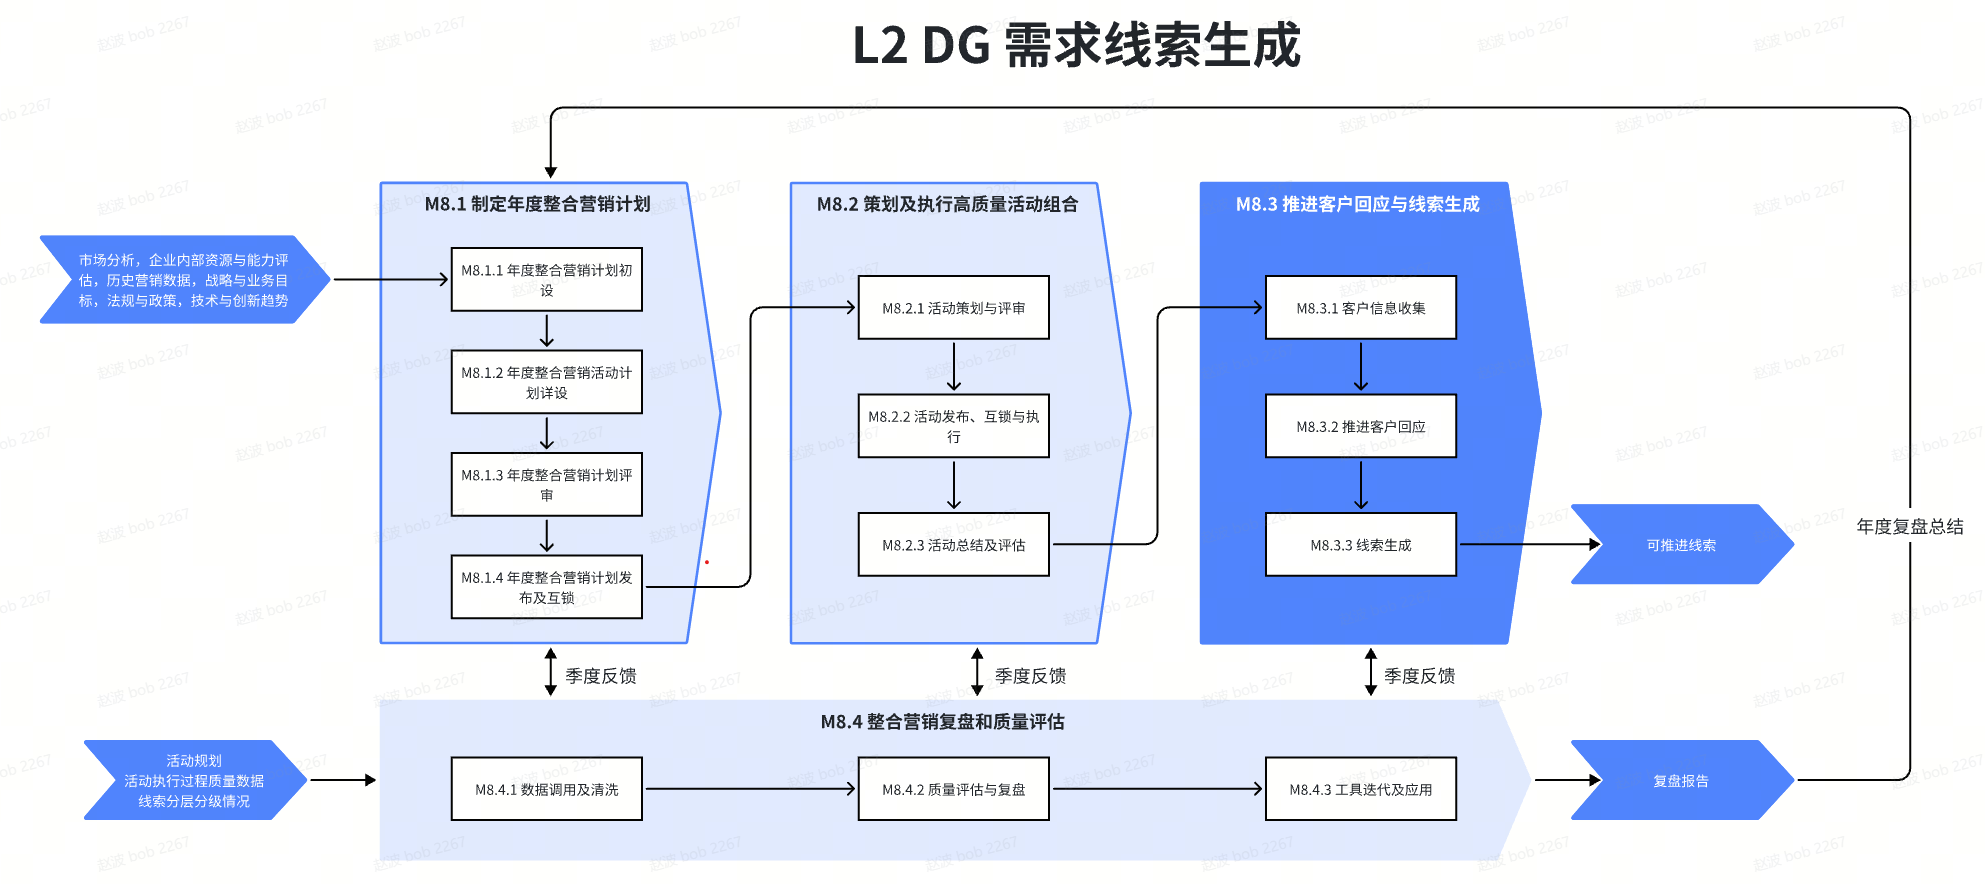 L2 DG 需求线索生成
M8.1 制定年度整合营销计划
M8.2 策划及执行高质量活动组合
M8.3 推进客户回应与线索生成
市场分析，企业内部资源与能力评
估，历史营销数据，战略与业务目
标，法规与政策，技术与创新趋势
M8.1.1 年度整合营销计划初
设
M8.1.2 年度整合营销活动计
划详设
M8.1.3 年度整合营销计划评
审
M8.1.4 年度整合营销计划发
布及互锁
M8.2.1 活动策划与评审
M8.2.2 活动发布、互锁与执
行
M8.2.3 活动总结及评估
M8.3.1 客户信息收集
M8.3.2 推进客户回应
M8.3.3 线索生成
可推进线索
年度复盘总结
季度反馈
季度反馈
季度反馈
M8.4 整合营销复盘和质量评估
活动规划
活动执行过程质量数据
线索分层分级情况
M8.4.1 数据调用及清洗
M8.4.2 质量评估与复盘
M8.4.3 工具迭代及应用
复盘报告
赵波 bob 2267